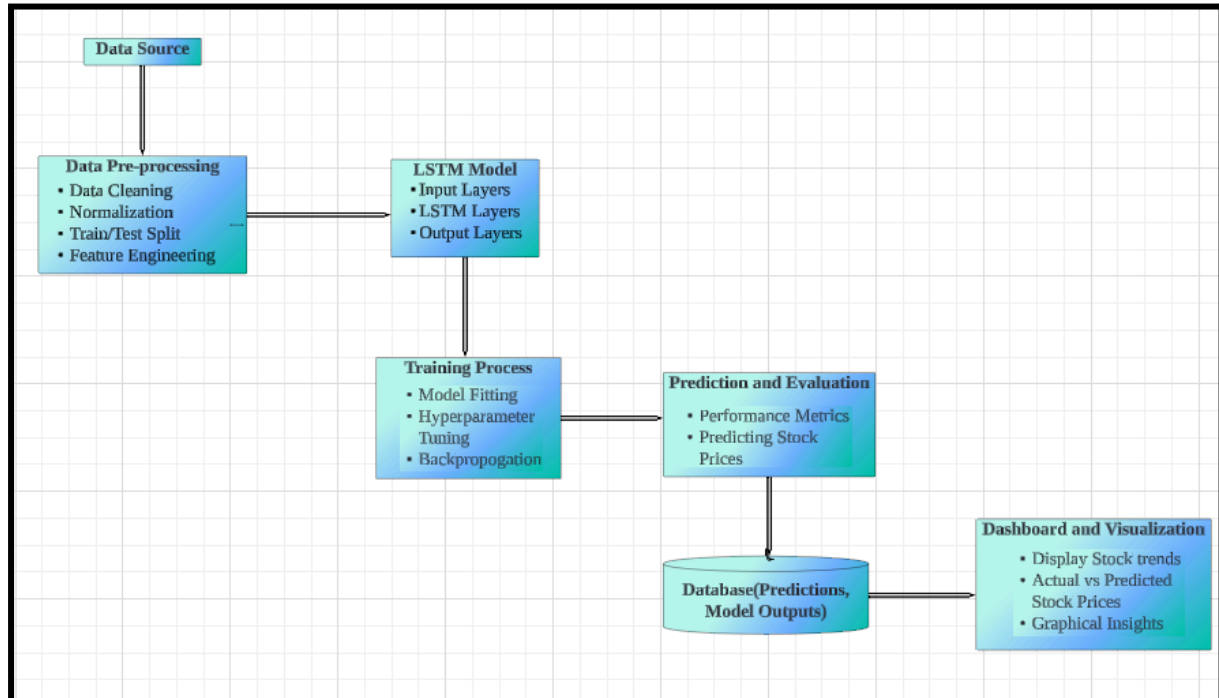 Data Source
Data Pre-processing
• Data Cleaning
• Normalization
• Train/Test Split
• Feature Engineering
LSTM Model
• Input Layers
• LSTM Layers
• Output Layers
Training Process
• Model Fitting
• Hyperparameter
Tuning
• Backpropogation
Prediction and Evaluation
• Performance Metrics
• Predicting Stock
Prices
Database(Predictions,
Model Outputs)
Dashboard and Visualization
• Display Stock trends
• Actual vs Predicted
Stock Prices
• Graphical Insights